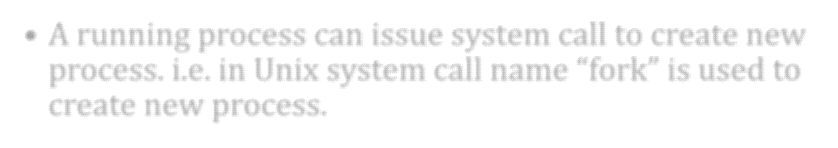 • A running process can issue system call to create new
process. i.e. in Unix system call name “fork” is used to
create new process.